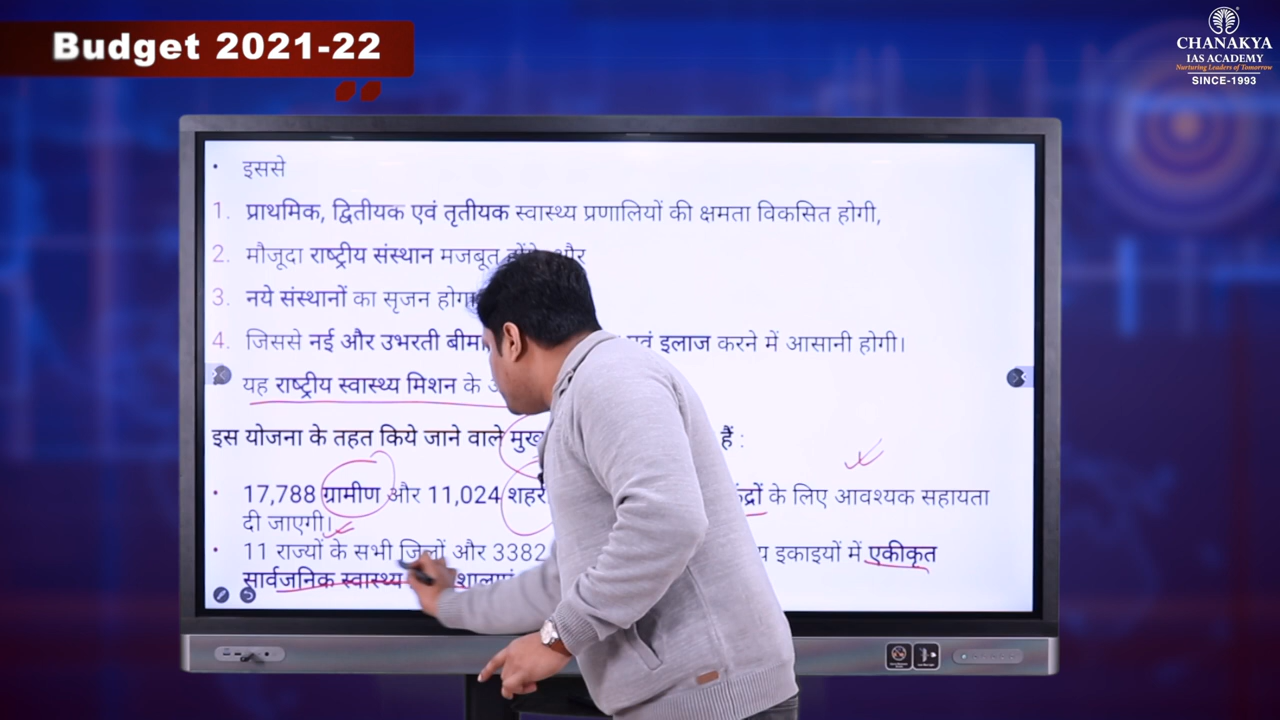 Budget 2021-22
CHANAKYA
IAS ACADEMY
Nurturing Leaders of Tomorrow
SINCE-1993
• इससे
1. प्राथमिक, द्वितीयक एवं तृतीयक स्वास्थ्य प्रणालियों की क्षमता विकसित होगी,
2. मौजूदा राष्ट्रीय संस्थान मजबूत होंगे और
3. नये संस्थानों का सृजन होगा
4. जिससे नई और उभरती इलाज करने में आसानी होगी।
यह राष्ट्रीय स्वास्थ्य मिशन के
इस योजना के तहत किये जाने वाले हैं :
• 17,788 ग्रामीण और 11,024 के लिए आवश्यक सहायता
दी जाएगी।
• 11 राज्यों के सभी जिलों और 3382 इकाइयों में एकीकृत
सार्वजनिक स्वास्थ्य